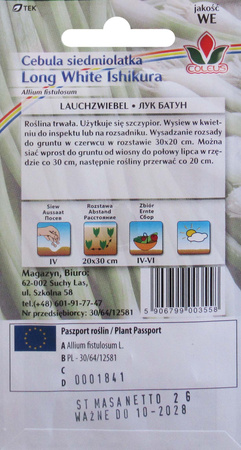 TEK
jakość
WE
COLEUS
Cebula siedmiolatka
Long White Ishikura
Allium fistulosum
LAUCHZWIEBEL • ЛУК БАТУН
Roślina trwała. Użytkuje się szczypior. Wysiew w kwiet-
niu do inspektu lub na rozsadniku. Wysadzanie rozsady
do gruntu w czerwcu w rozstawie 30x20 cm. Można
siać wprost do gruntu od wiosny do połowy lipca w rzę-
dzie co 30 cm, następnie rośliny przerwać co 20 cm.
Siew
Aussaat
Посев
Rozstawa
Abstand
Расстояние
Zbiór
Ernte
Сбор
IV
20x30 cm
IV-VI
Magazyn, Biuro:
62-002 Suchy Las,
ul. Szkolna 58
tel.(+48) 601-91-77-47
Nr przedsiębiorcy: 30/64/12581
5 906798 003558
Paszport roślin / Plant Passport
A Allium fistulosum L.
B PL - 30/64/12581
C
D 0001841
ST MASA NETTO 2 G
WAŻNE DO 10-2028